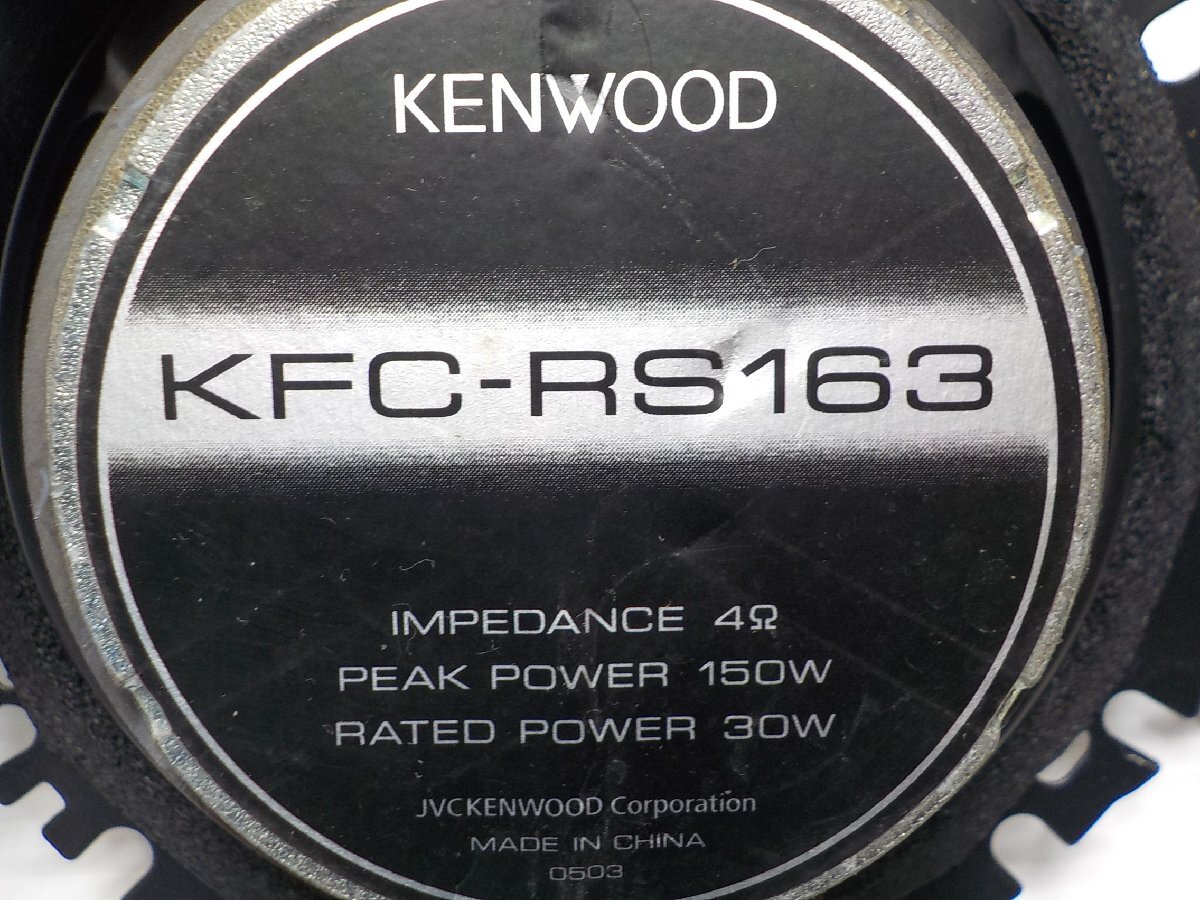 KENWOOD
KFC-RS163
IMPEDANCE 4Ω
PEAK POWER 150W
RATED POWER 30W
JVCKENWOOD Corporation
MADE IN CHINA
0503